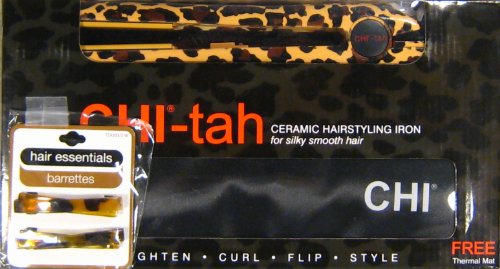 CHI-tah
CHI®-tah
CERAMIC HAIRSTYLING IRON
for silky smooth hair
hair essentials
barrettes
CHI®
FREE
Thermal Mat
GHTEN • CURL • FLIP • STYLE